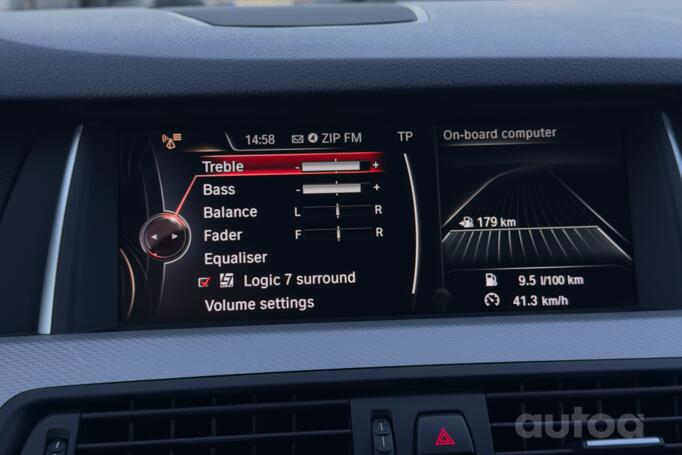 14:58 ZIP FM TP
Treble - +
Bass - +
Balance L R
Fader F R
Equaliser
Logic 7 surround
Volume settings
On-board computer
179 km
9.5 l/100 km
41.3 km/h
autoa